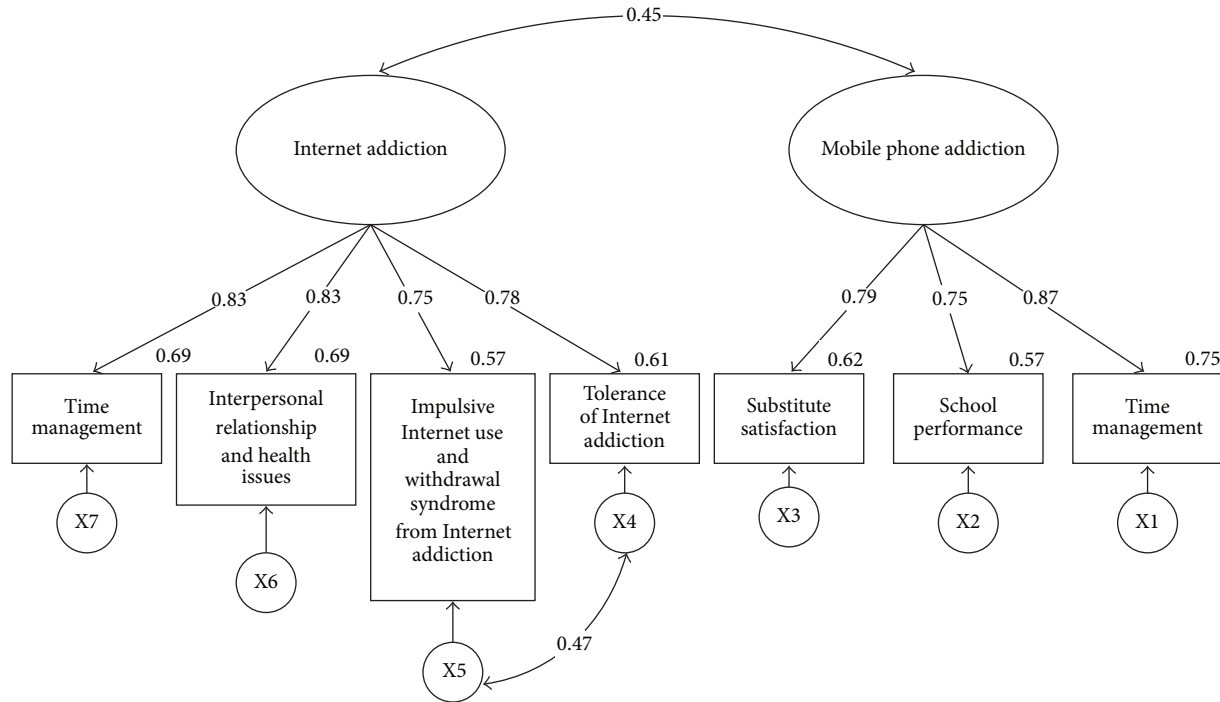 0.45
Internet addiction
Mobile phone addiction
0.83
0.83
0.75
0.78
0.79
0.75
0.87
0.69
0.69
0.57
0.61
0.62
0.57
0.75
Time
management
Interpersonal
relationship
and health
issues
Impulsive
Internet use and
withdrawal
syndrome
from Internet
addiction
Tolerance
of Internet
addiction
Substitute
satisfaction
School
performance
Time
management
X7
X6
X5
X4
X3
X2
X1
0.47